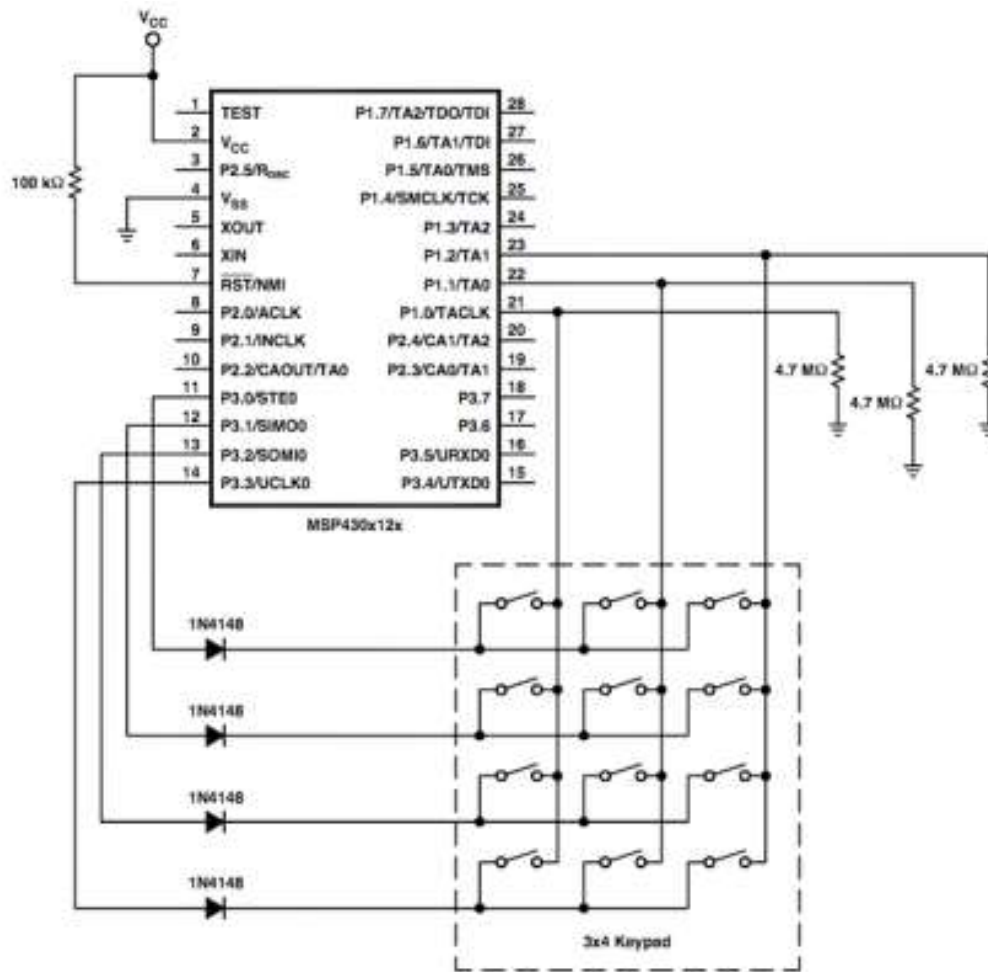 VCC
1 TEST P1.7/TA2/TDO/TDI 28
2 VCC P1.6/TA1/TDI 27
3 P2.5/ROSC P1.5/TA0/TMS 26
100 kΩ
4 VSS P1.4/SMCLK/TCK 25
5 XOUT P1.3/TA2 24
6 XIN P1.2/TA1 23
7 RST/NMI P1.1/TA0 22
8 P2.0/ACLK P1.0/TACLK 21
9 P2.1/INCLK P2.4/CA1/TA2 20
10 P2.2/CAOUT/TA0 P2.3/CA0/TA1 19
4.7 MΩ 4.7 MΩ
11 P3.0/STE0 P3.7 18
4.7 MΩ
12 P3.1/SIMO0 P3.6 17
13 P3.2/SOMI0 P3.5/URXD0 16
14 P3.3/UCLK0 P3.4/UTXD0 15
MSP430x12x
1N4148
1N4148
1N4148
1N4148
3x4 Keypad